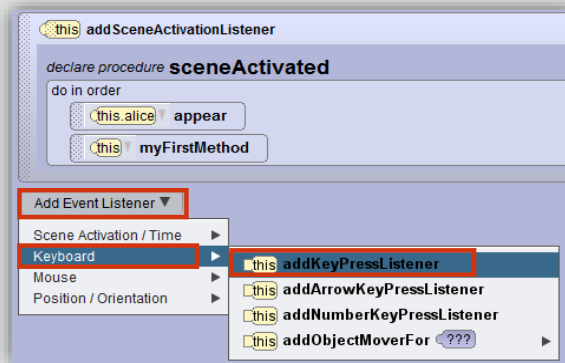 this addSceneActivationListener
declare procedure sceneActivated
do in order
this.alice appear
this myFirstMethod
Add Event Listener
Scene Activation / Time
Keyboard
Mouse
Position / Orientation
this addKeyPressListener
this addArrowKeyPressListener
this addNumberKeyPressListener
this addObjectMoverFor ???